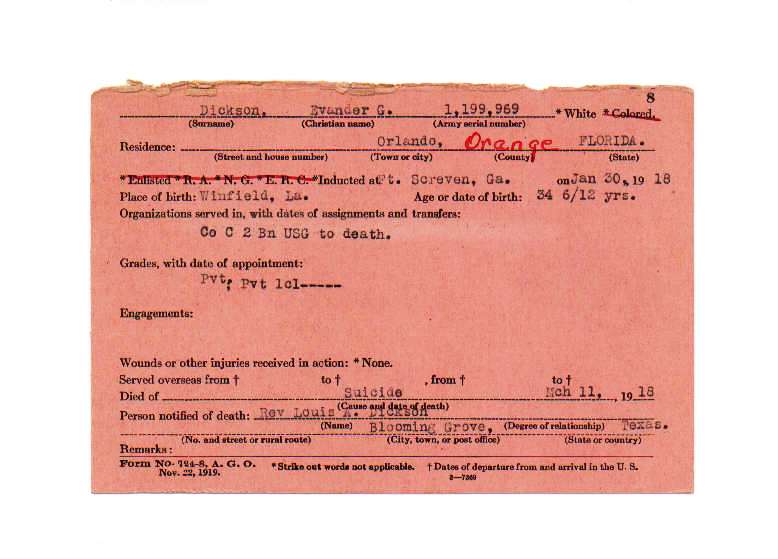 8
Dickson, Evander G. 1,199,969 *White *Colored.
(Surname) (Christian name) (Army serial number)
Residence: Orlando, Orange FLORIDA.
(Street and house number) (Town or city) (County) (State)
*Enlisted *R. A. *N. G. *E. R. C. *Inducted at Ft. Screven, Ga. on Jan 30, 19 18
Place of birth: Winfield, La. Age or date of birth: 34 6/12 yrs.
Organizations served in, with dates of assignments and transfers:
Co C 2 Bn USG to death.
Grades, with date of appointment:
Pvt; Pvt 1cl-----
Engagements:
Wounds or other injuries received in action: *None.
Served overseas from † to † , from † to †
Died of Suicide Mch 11, , 19 18
(Cause and date of death)
Person notified of death: Rev Louis A. Dickson
(Name) Blooming Grove, (Degree of relationship) Texas.
(No. and street or rural route) (City, town, or post office) (State or country)
Remarks:
Form No. 724-8, A. G. O. *Strike out words not applicable. † Dates of departure from and arrival in the U. S.
Nov. 22, 1919. 3—7369